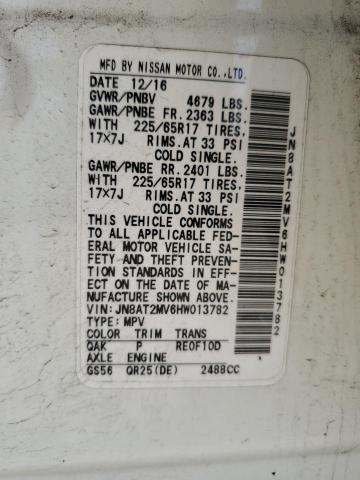 MFD BY NISSAN MOTOR CO.,LTD.
DATE 12/16
GVWR/PNBV 4679 LBS.
GAWR/PNBE FR. 2363 LBS.
WITH 225/65R17 TIRES,
17X7J RIMS.AT 33 PSI
COLD SINGLE.
GAWR/PNBE RR. 2401 LBS.
WITH 225/65R17 TIRES,
17X7J RIMS.AT 33 PSI
COLD SINGLE.
THIS VEHICLE CONFORMS
TO ALL APPLICABLE FED-
ERAL MOTOR VEHICLE SA-
FETY AND THEFT PREVEN-
TION STANDARDS IN EFF-
ECT ON THE DATE OF MA-
NUFACTURE SHOWN ABOVE.
VIN:JN8AT2MV6HW013782
TYPE:MPV
COLOR TRIM TRANS
QAK P RE0F10D
AXLE ENGINE
GS56 QR25(DE) 2488CC
JN8AT2MV6HW013782